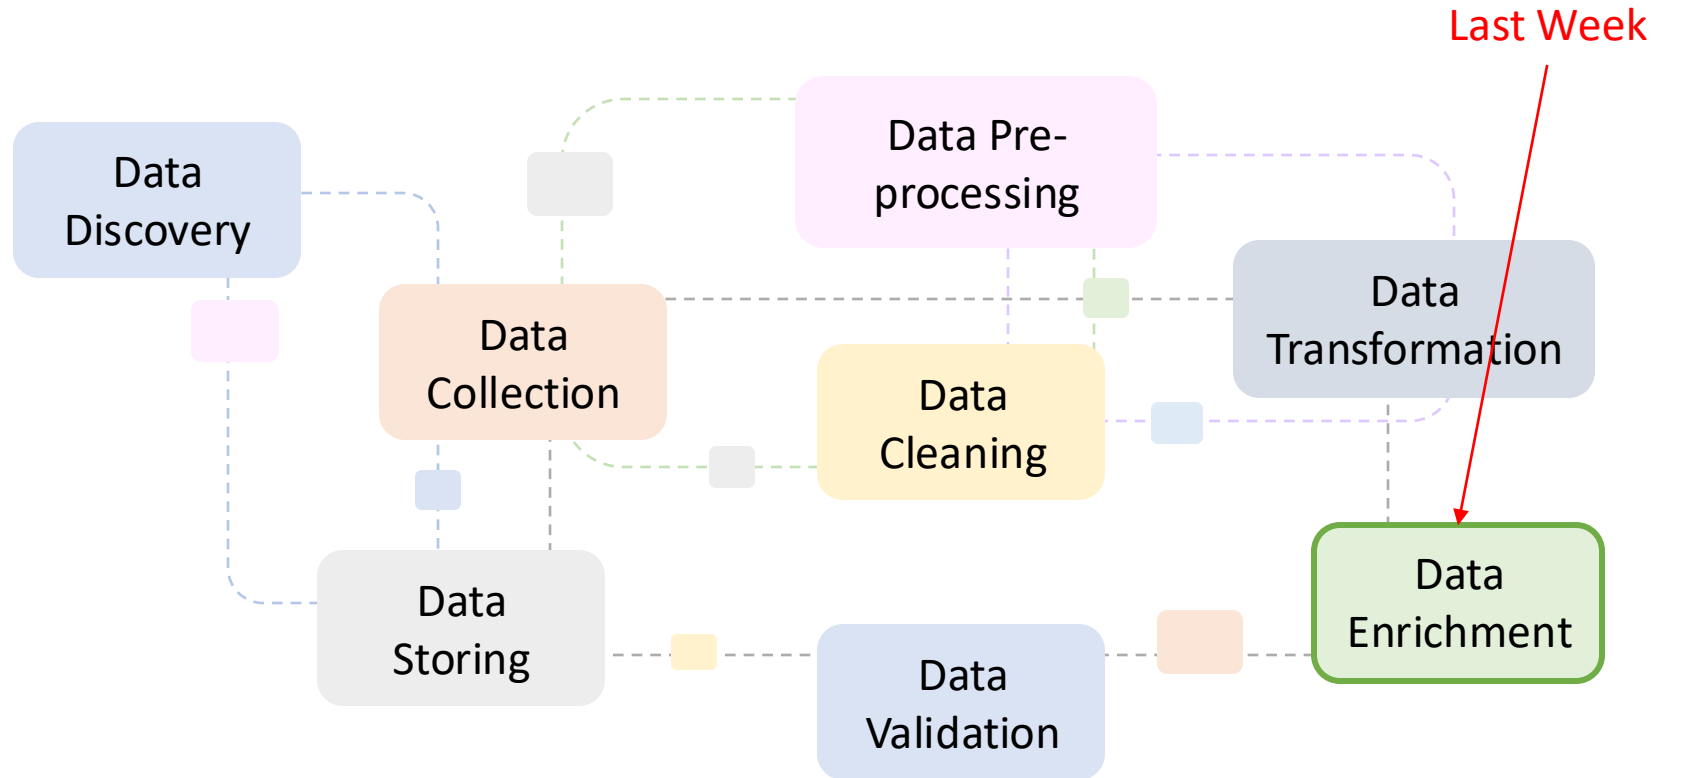 Last Week
Data Pre-
processing
Data
Discovery
Data
Transformation
Data
Collection
Data
Cleaning
Data
Enrichment
Data
Storing
Data
Validation